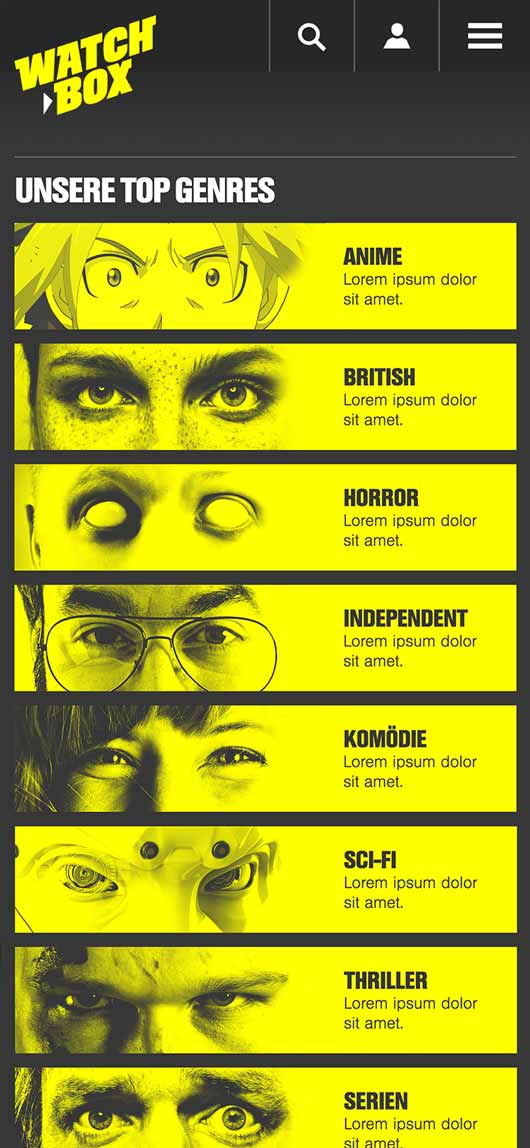 WATCH
BOX
UNSERE TOP GENRES
ANIME
Lorem ipsum dolor
sit amet.
BRITISH
Lorem ipsum dolor
sit amet.
HORROR
Lorem ipsum dolor
sit amet.
INDEPENDENT
Lorem ipsum dolor
sit amet.
KOMÖDIE
Lorem ipsum dolor
sit amet.
SCI-FI
Lorem ipsum dolor
sit amet.
THRILLER
Lorem ipsum dolor
sit amet.
SERIEN
Lorem ipsum dolor
sit amet.